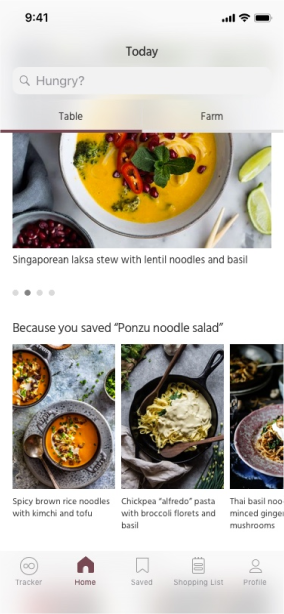 9:41
Today
Hungry?
Table Farm
Singaporean laksa stew with lentil noodles and basil
Because you saved “Ponzu noodle salad”
Spicy brown rice noodles
with kimchi and tofu
Chickpea “alfredo” pasta
with broccoli florets and
basil
Thai basil noo
minced ginge
mushrooms
Tracker Home Saved Shopping List Profile